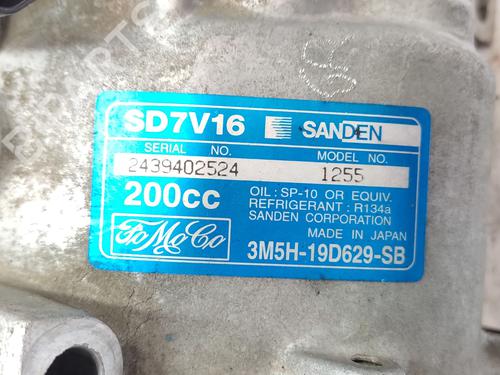 SD7V16 SANDEN
SERIAL NO. MODEL NO.
2439402524 1255
200cc OIL : SP-10 OR EQUIV.
REFRIGERANT : R134a
SANDEN CORPORATION
MADE IN JAPAN
FoMoCo 3M5H-19D629-SB